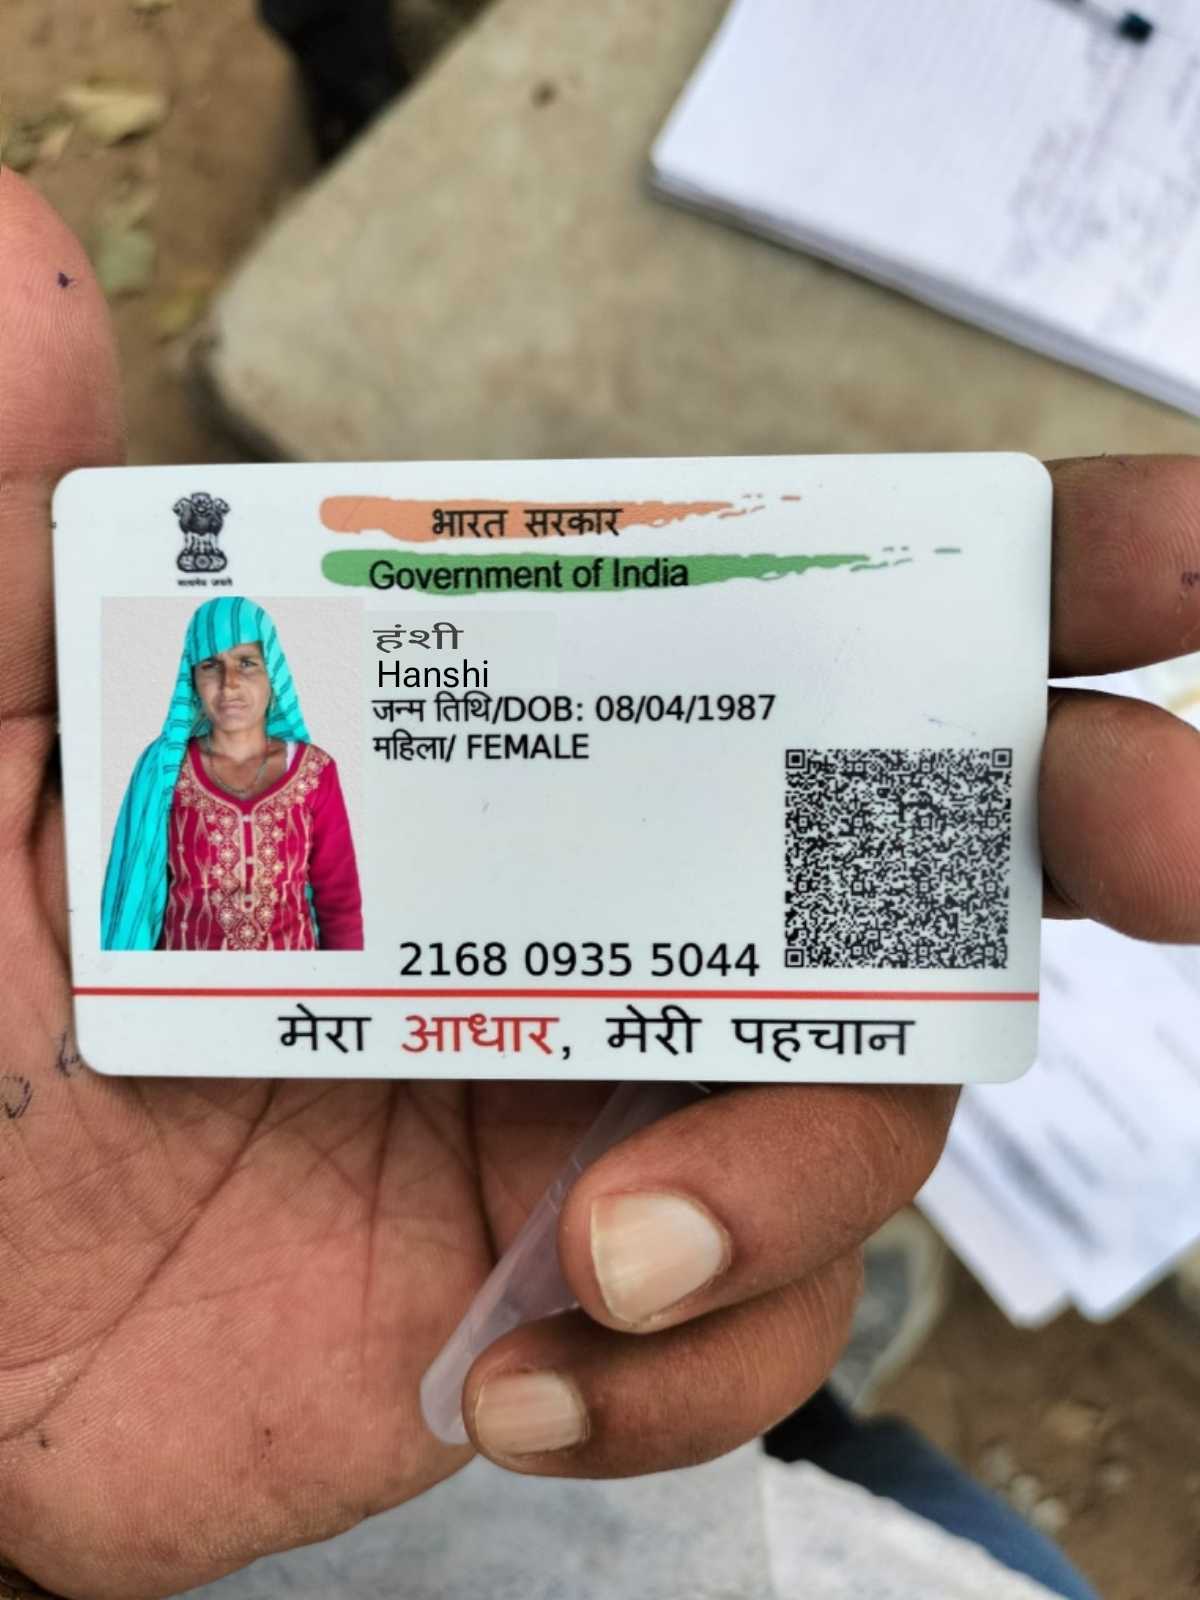 सत्यमेव जयते
भारत सरकार
Government of India
हंशी
Hanshi
जन्म तिथि/DOB: 08/04/1987
महिला/ FEMALE
2168 0935 5044
मेरा आधार, मेरी पहचान